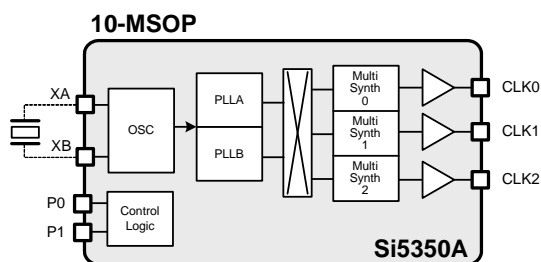 10-MSOP
XA
XB
OSC
PLLA
PLLB
Multi
Synth
0
Multi
Synth
1
Multi
Synth
2
CLK0
CLK1
CLK2
P0
P1
Control
Logic
Si5350A